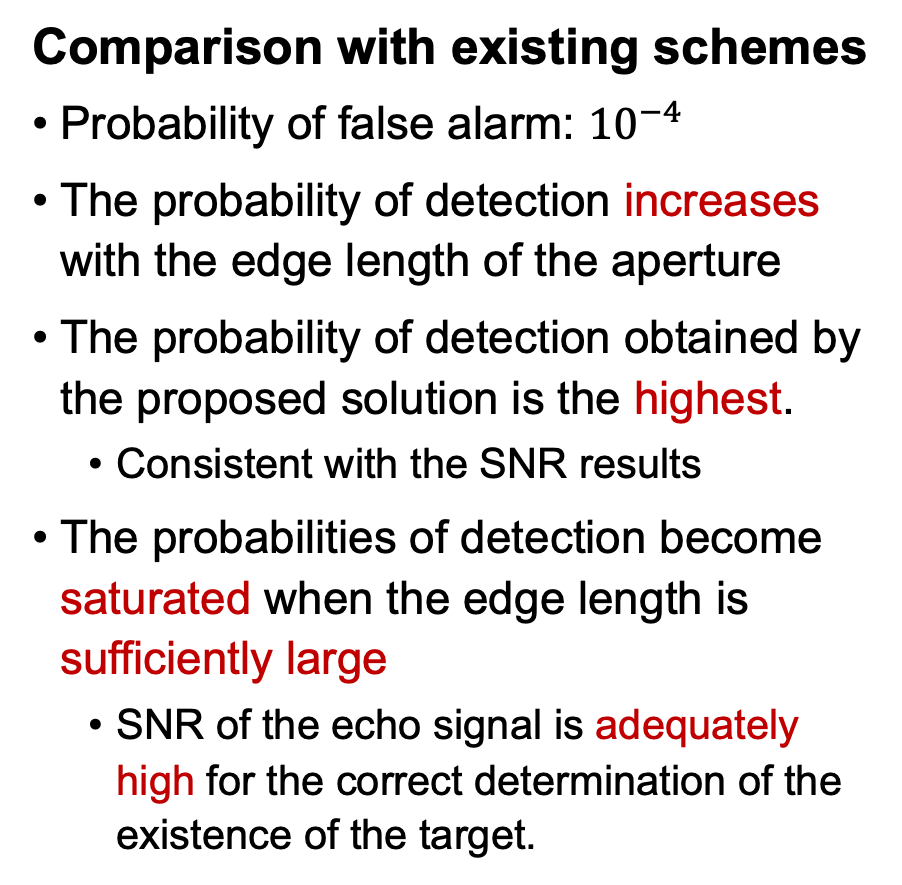 Comparison with existing schemes
• Probability of false alarm: 10⁻⁴
• The probability of detection increases
with the edge length of the aperture
• The probability of detection obtained by
the proposed solution is the highest.
• Consistent with the SNR results
• The probabilities of detection become
saturated when the edge length is
sufficiently large
• SNR of the echo signal is adequately
high for the correct determination of the
existence of the target.